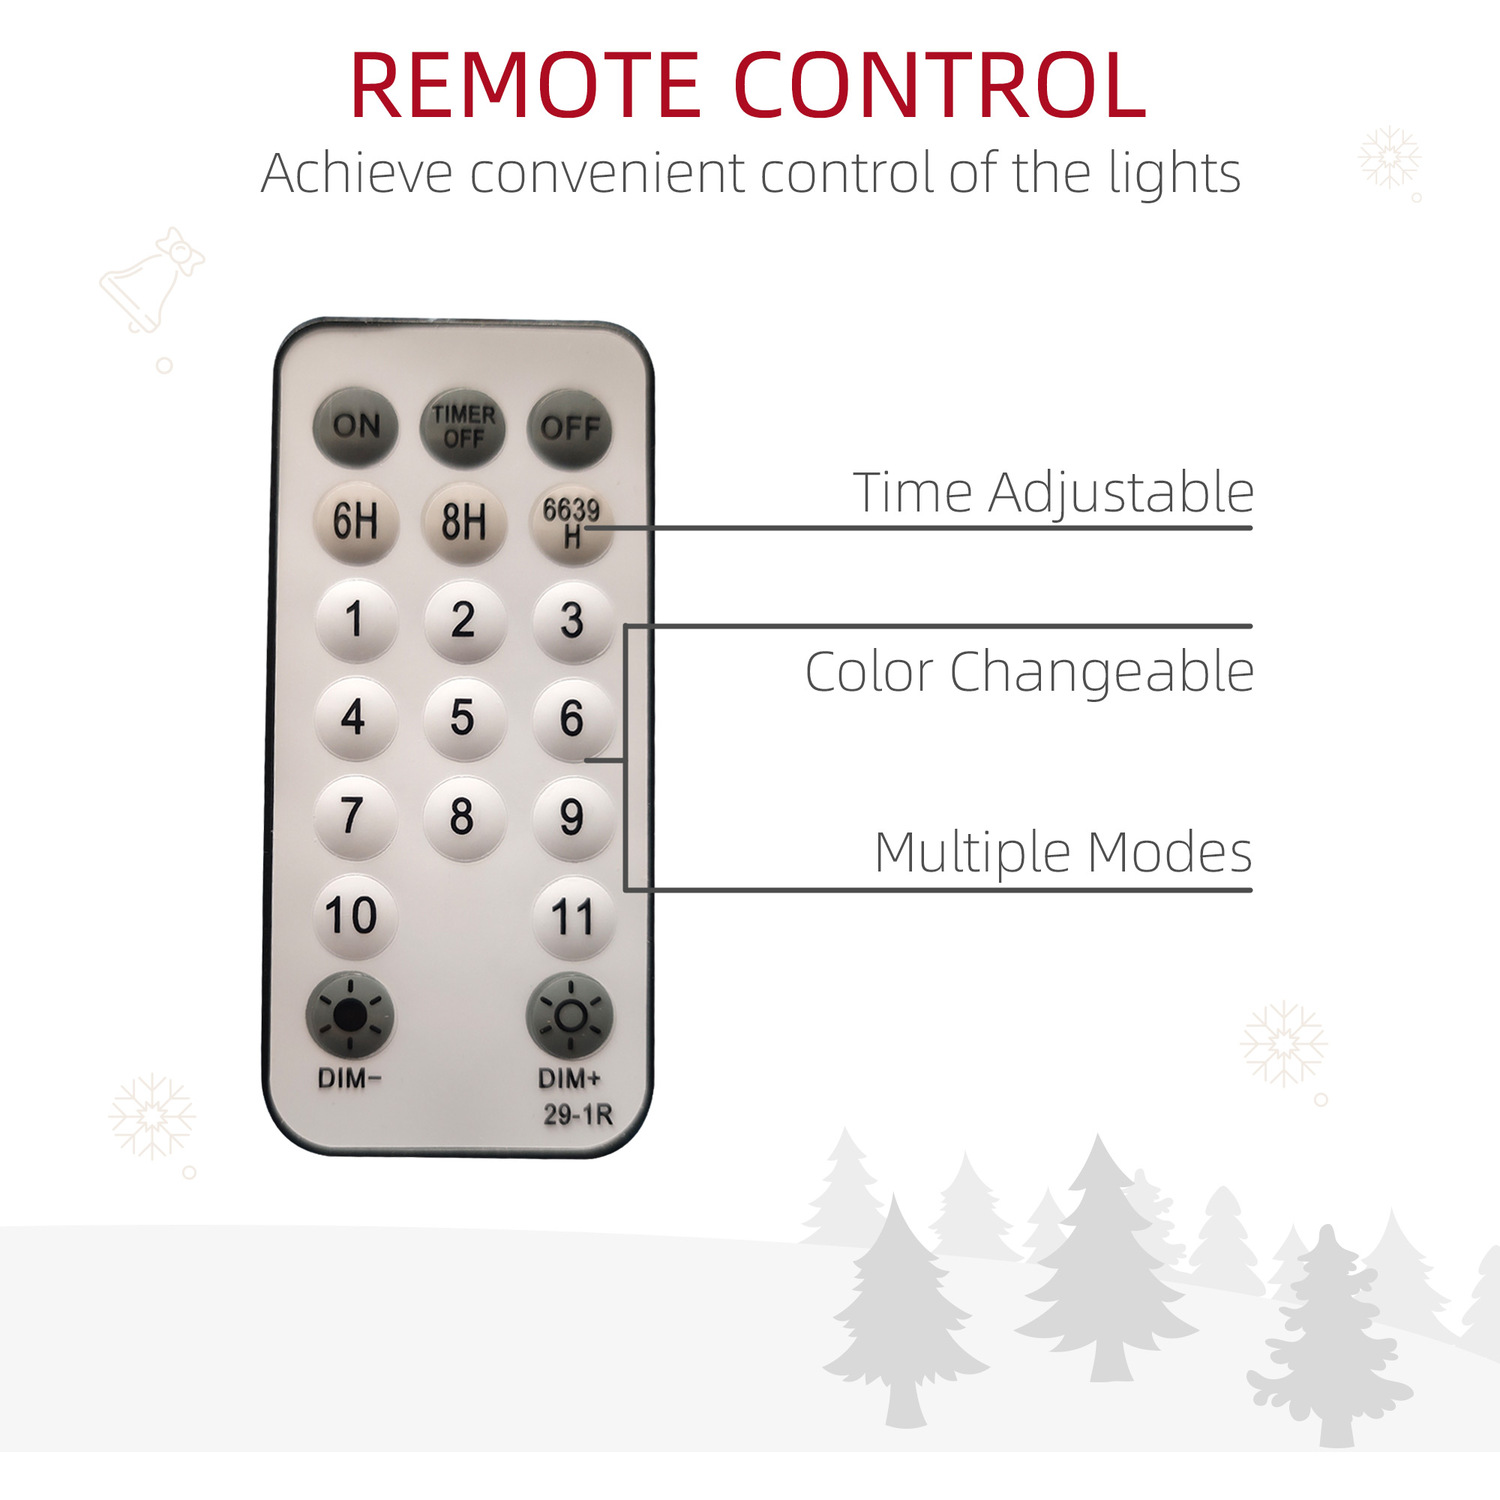 REMOTE CONTROL
Achieve convenient control of the lights
ON
TIMER
OFF
OFF
6H
8H
6639
H
Time Adjustable
1
2
3
Color Changeable
4
5
6
7
8
9
Multiple Modes
10
11
DIM−
DIM+
29-1R